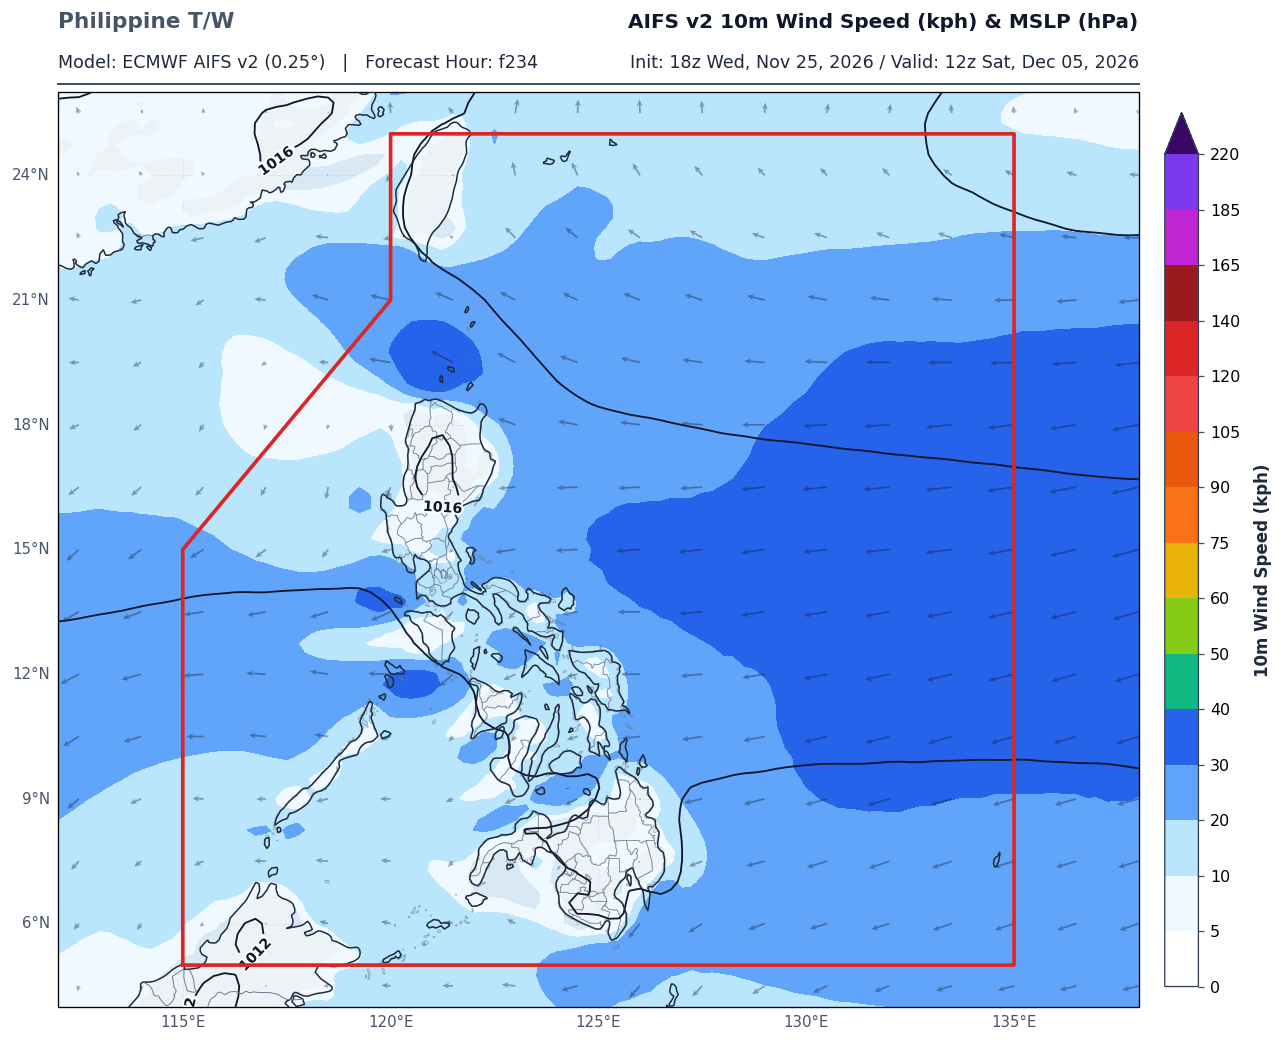 Philippine T/W
AIFS v2 10m Wind Speed (kph) & MSLP (hPa)
Model: ECMWF AIFS v2 (0.25°) | Forecast Hour: f234
Init: 18z Wed, Nov 25, 2026 / Valid: 12z Sat, Dec 05, 2026
24°N
21°N
18°N
15°N
12°N
9°N
6°N
1016
1016
1012
2
115°E
120°E
125°E
130°E
135°E
220
185
165
140
120
105
90
75
60
50
40
30
20
10
5
0
10m Wind Speed (kph)